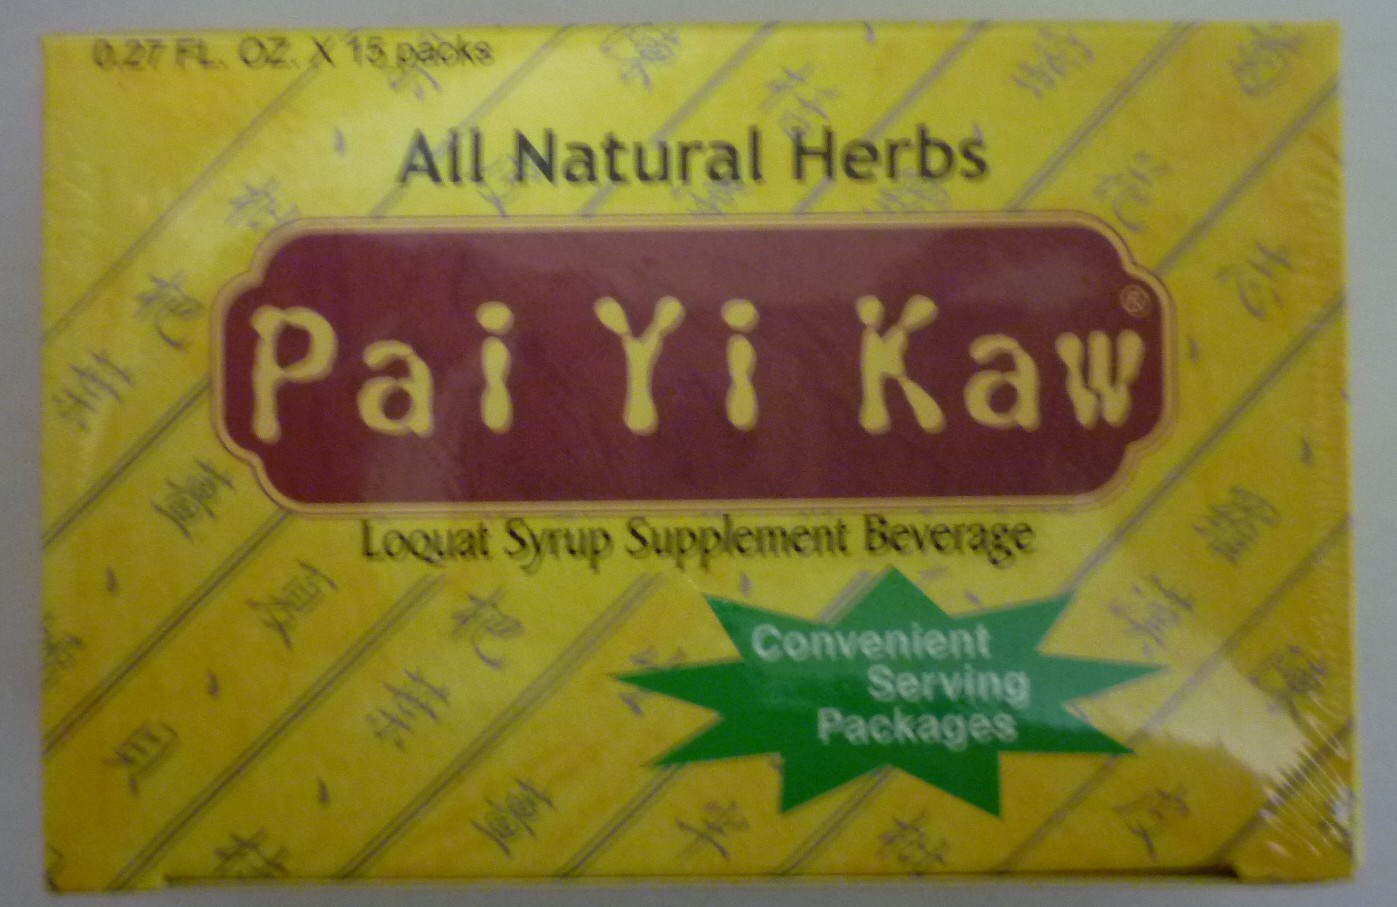 0.27 FL. OZ. X 15 packs
All Natural Herbs
Pai Yi Kaw®
Loquat Syrup Supplement Beverage
Convenient
Serving
Packages